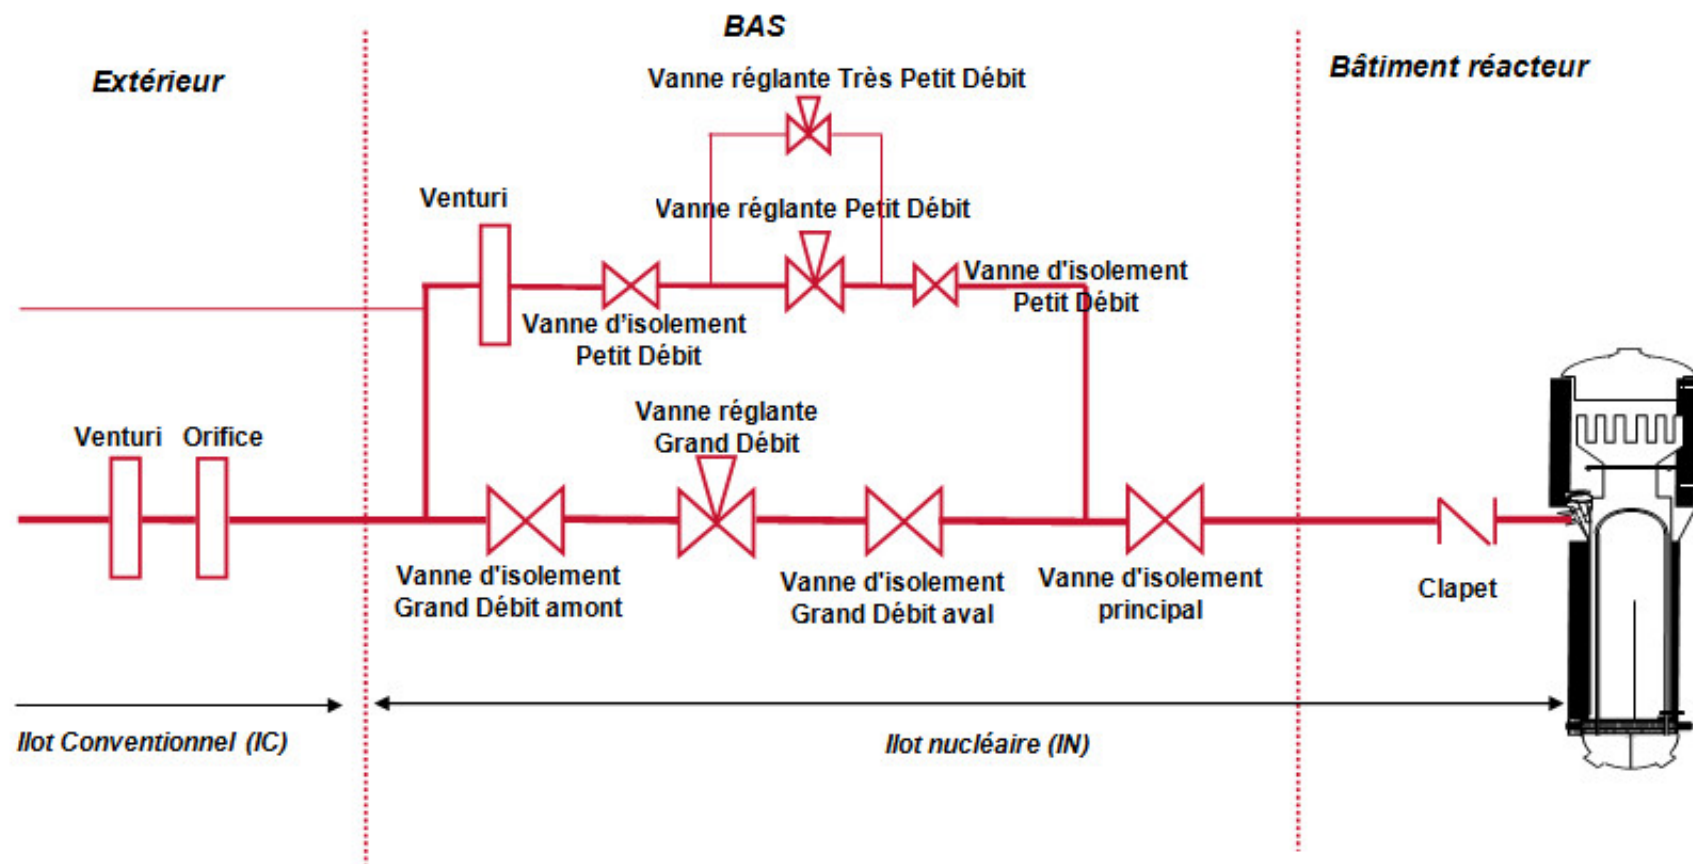 BAS
Extérieur
Bâtiment réacteur
Vanne réglante Très Petit Débit
Venturi
Vanne réglante Petit Débit
Vanne d'isolement
Petit Débit
Vanne d'isolement
Petit Débit
Venturi
Orifice
Vanne réglante
Grand Débit
Vanne d'isolement
Grand Débit amont
Vanne d'isolement
Grand Débit aval
Vanne d'isolement
principal
Clapet
Ilot Conventionnel (IC)
Ilot nucléaire (IN)